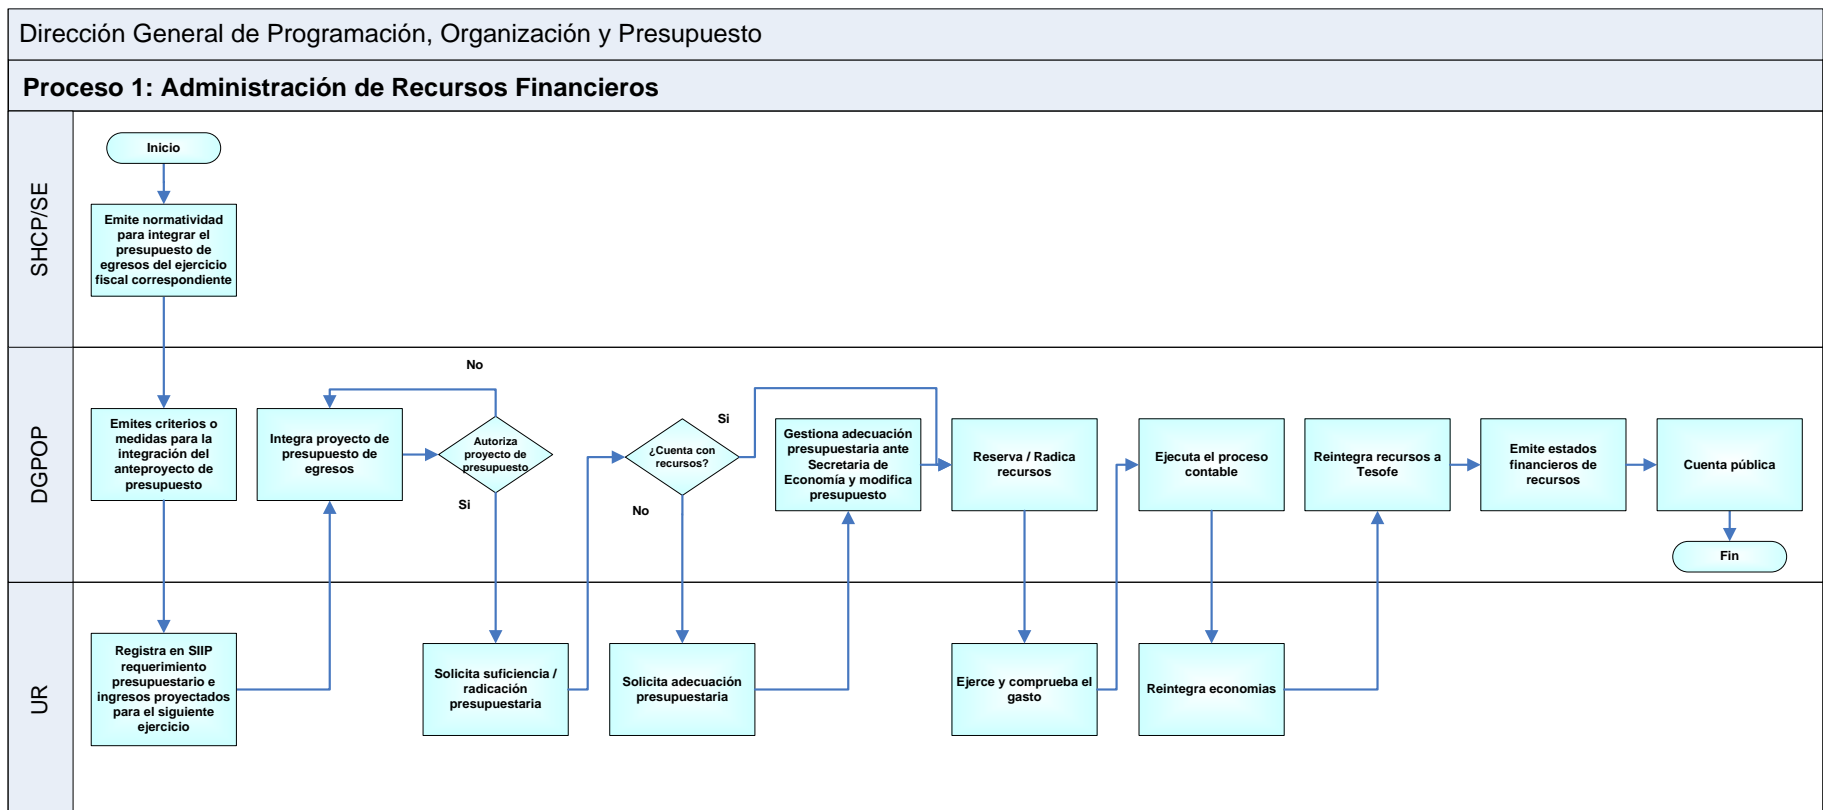 Dirección General de Programación, Organización y Presupuesto
Proceso 1: Administración de Recursos Financieros
SHCP/SE
Inicio
Emite normatividad
para integrar el
presupuesto de
egresos del ejercicio
fiscal correspondiente
DGPOP
Emites criterios o
medidas para la
integración del
anteproyecto de
presupuesto
Integra proyecto de
presupuesto de
egresos
No
Autoriza
proyecto de
presupuesto
Si
¿Cuenta con
recursos?
Si
No
Gestiona adecuación
presupuestaria ante
Secretaria de
Economía y modifica
presupuesto
Reserva / Radica
recursos
Ejecuta el proceso
contable
Reintegra recursos a
Tesofe
Emite estados
financieros de
recursos
Cuenta pública
Fin
UR
Registra en SIIP
requerimiento
presupuestario e
ingresos proyectados
para el siguiente
ejercicio
Solicita suficiencia /
radicación
presupuestaria
Solicita adecuación
presupuestaria
Ejerce y comprueba el
gasto
Reintegra economias